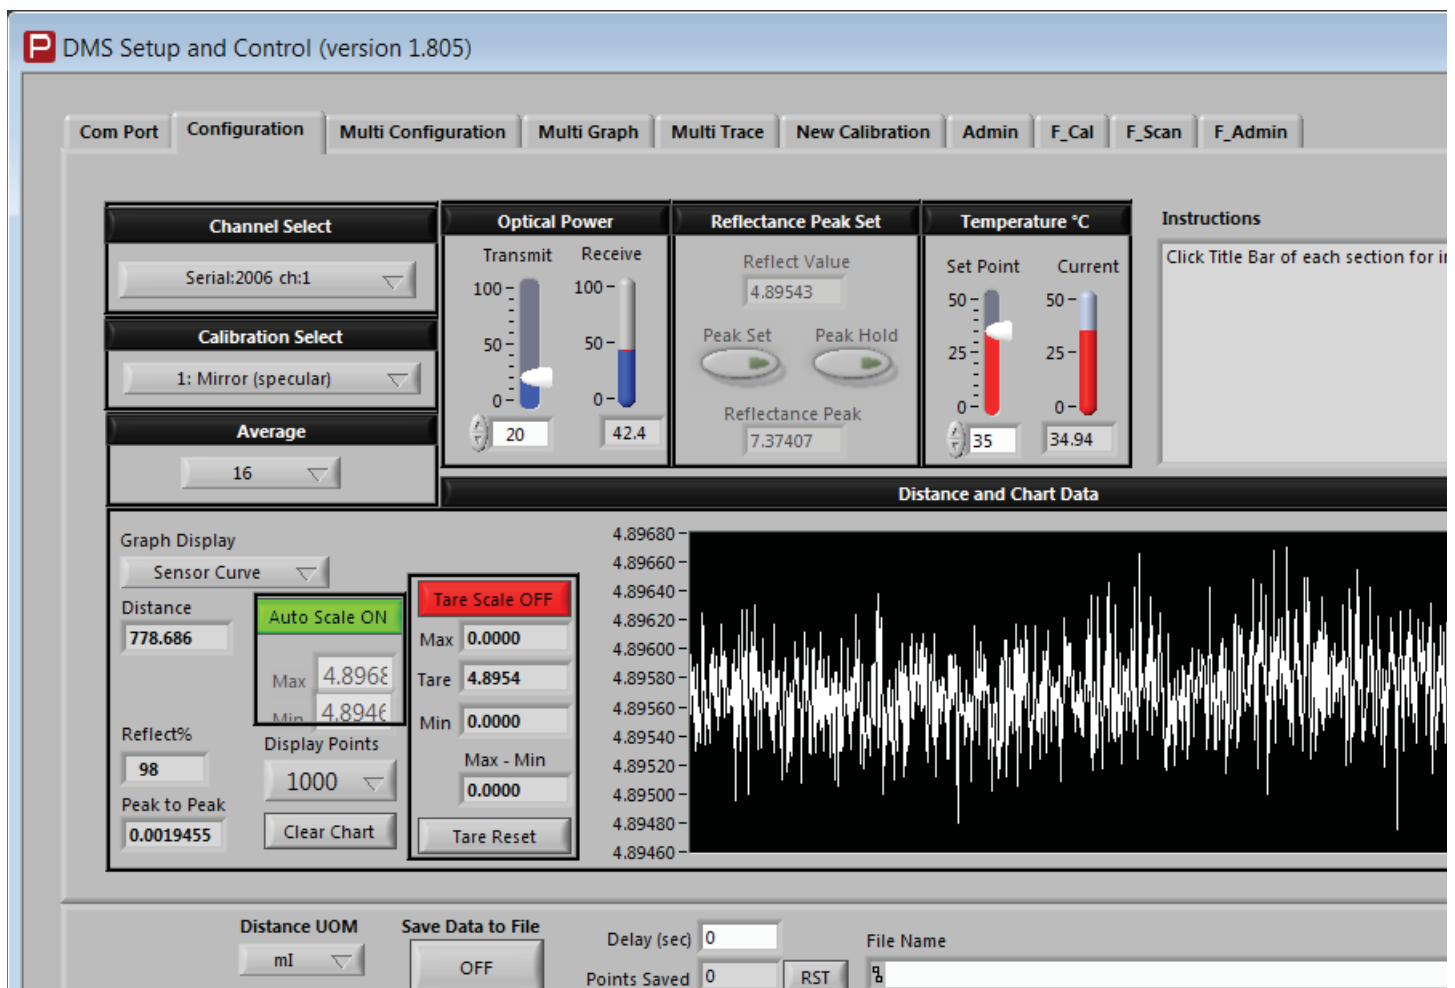 P DMS Setup and Control (version 1.805)
Com Port Configuration Multi Configuration Multi Graph Multi Trace New Calibration Admin F_Cal F_Scan F_Admin
Channel Select
Serial:2006 ch:1
Calibration Select
1: Mirror (specular)
Average
16
Optical Power
Transmit Receive
100 100
50 50
0 0
20 42.4
Reflectance Peak Set
Reflect Value
4.89543
Peak Set Peak Hold
Reflectance Peak
7.37407
Temperature °C
Set Point Current
50 50
25 25
0 0
35 34.94
Instructions
Click Title Bar of each section for
Distance and Chart Data
Graph Display
Sensor Curve
Distance
778.686
Reflect%
98
Peak to Peak
0.0019455
Auto Scale ON
Max 4.8968
Min 4.8946
Display Points
1000
Clear Chart
Tare Scale OFF
Max 0.0000
Tare 4.8954
Min 0.0000
Max - Min
0.0000
Tare Reset
4.89680
4.89660
4.89640
4.89620
4.89600
4.89580
4.89560
4.89540
4.89520
4.89500
4.89480
4.89460
Distance UOM
mI
Save Data to File
OFF
Delay (sec) 0
Points Saved 0 RST
File Name